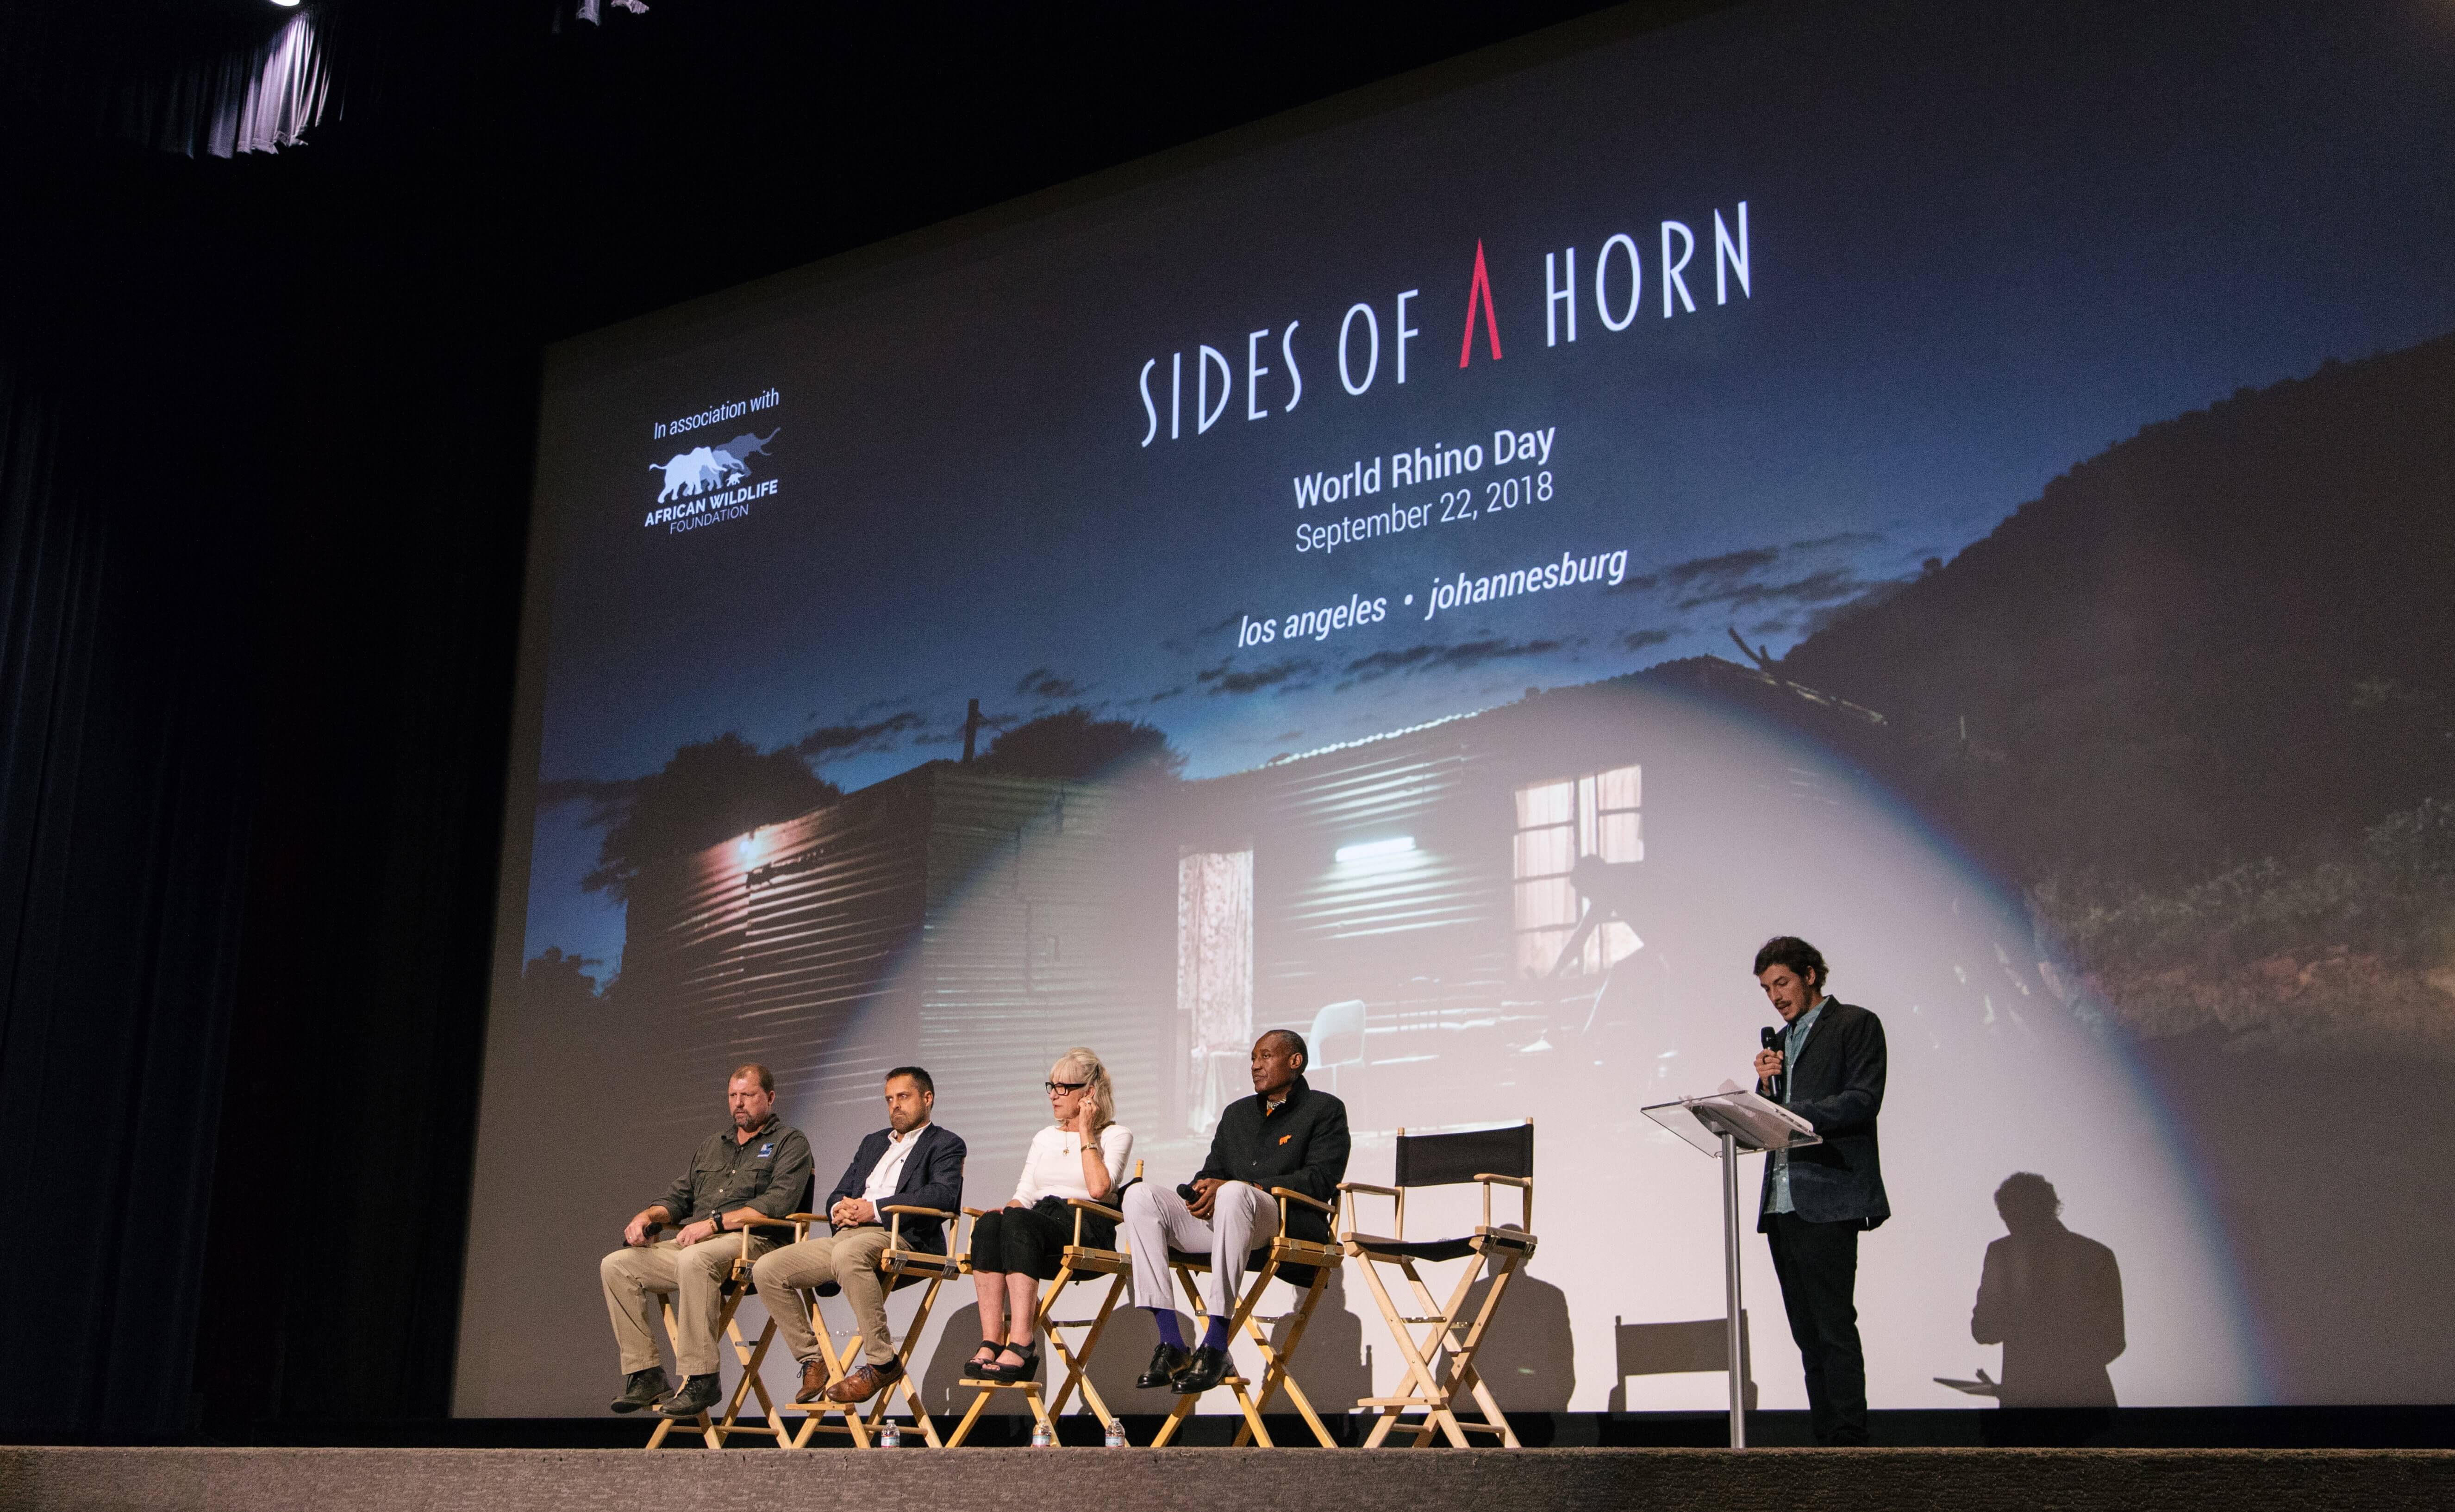 In association with
AFRICAN WILDLIFE
FOUNDATION
SIDES OF A HORN
World Rhino Day
September 22, 2018
los angeles • johannesburg